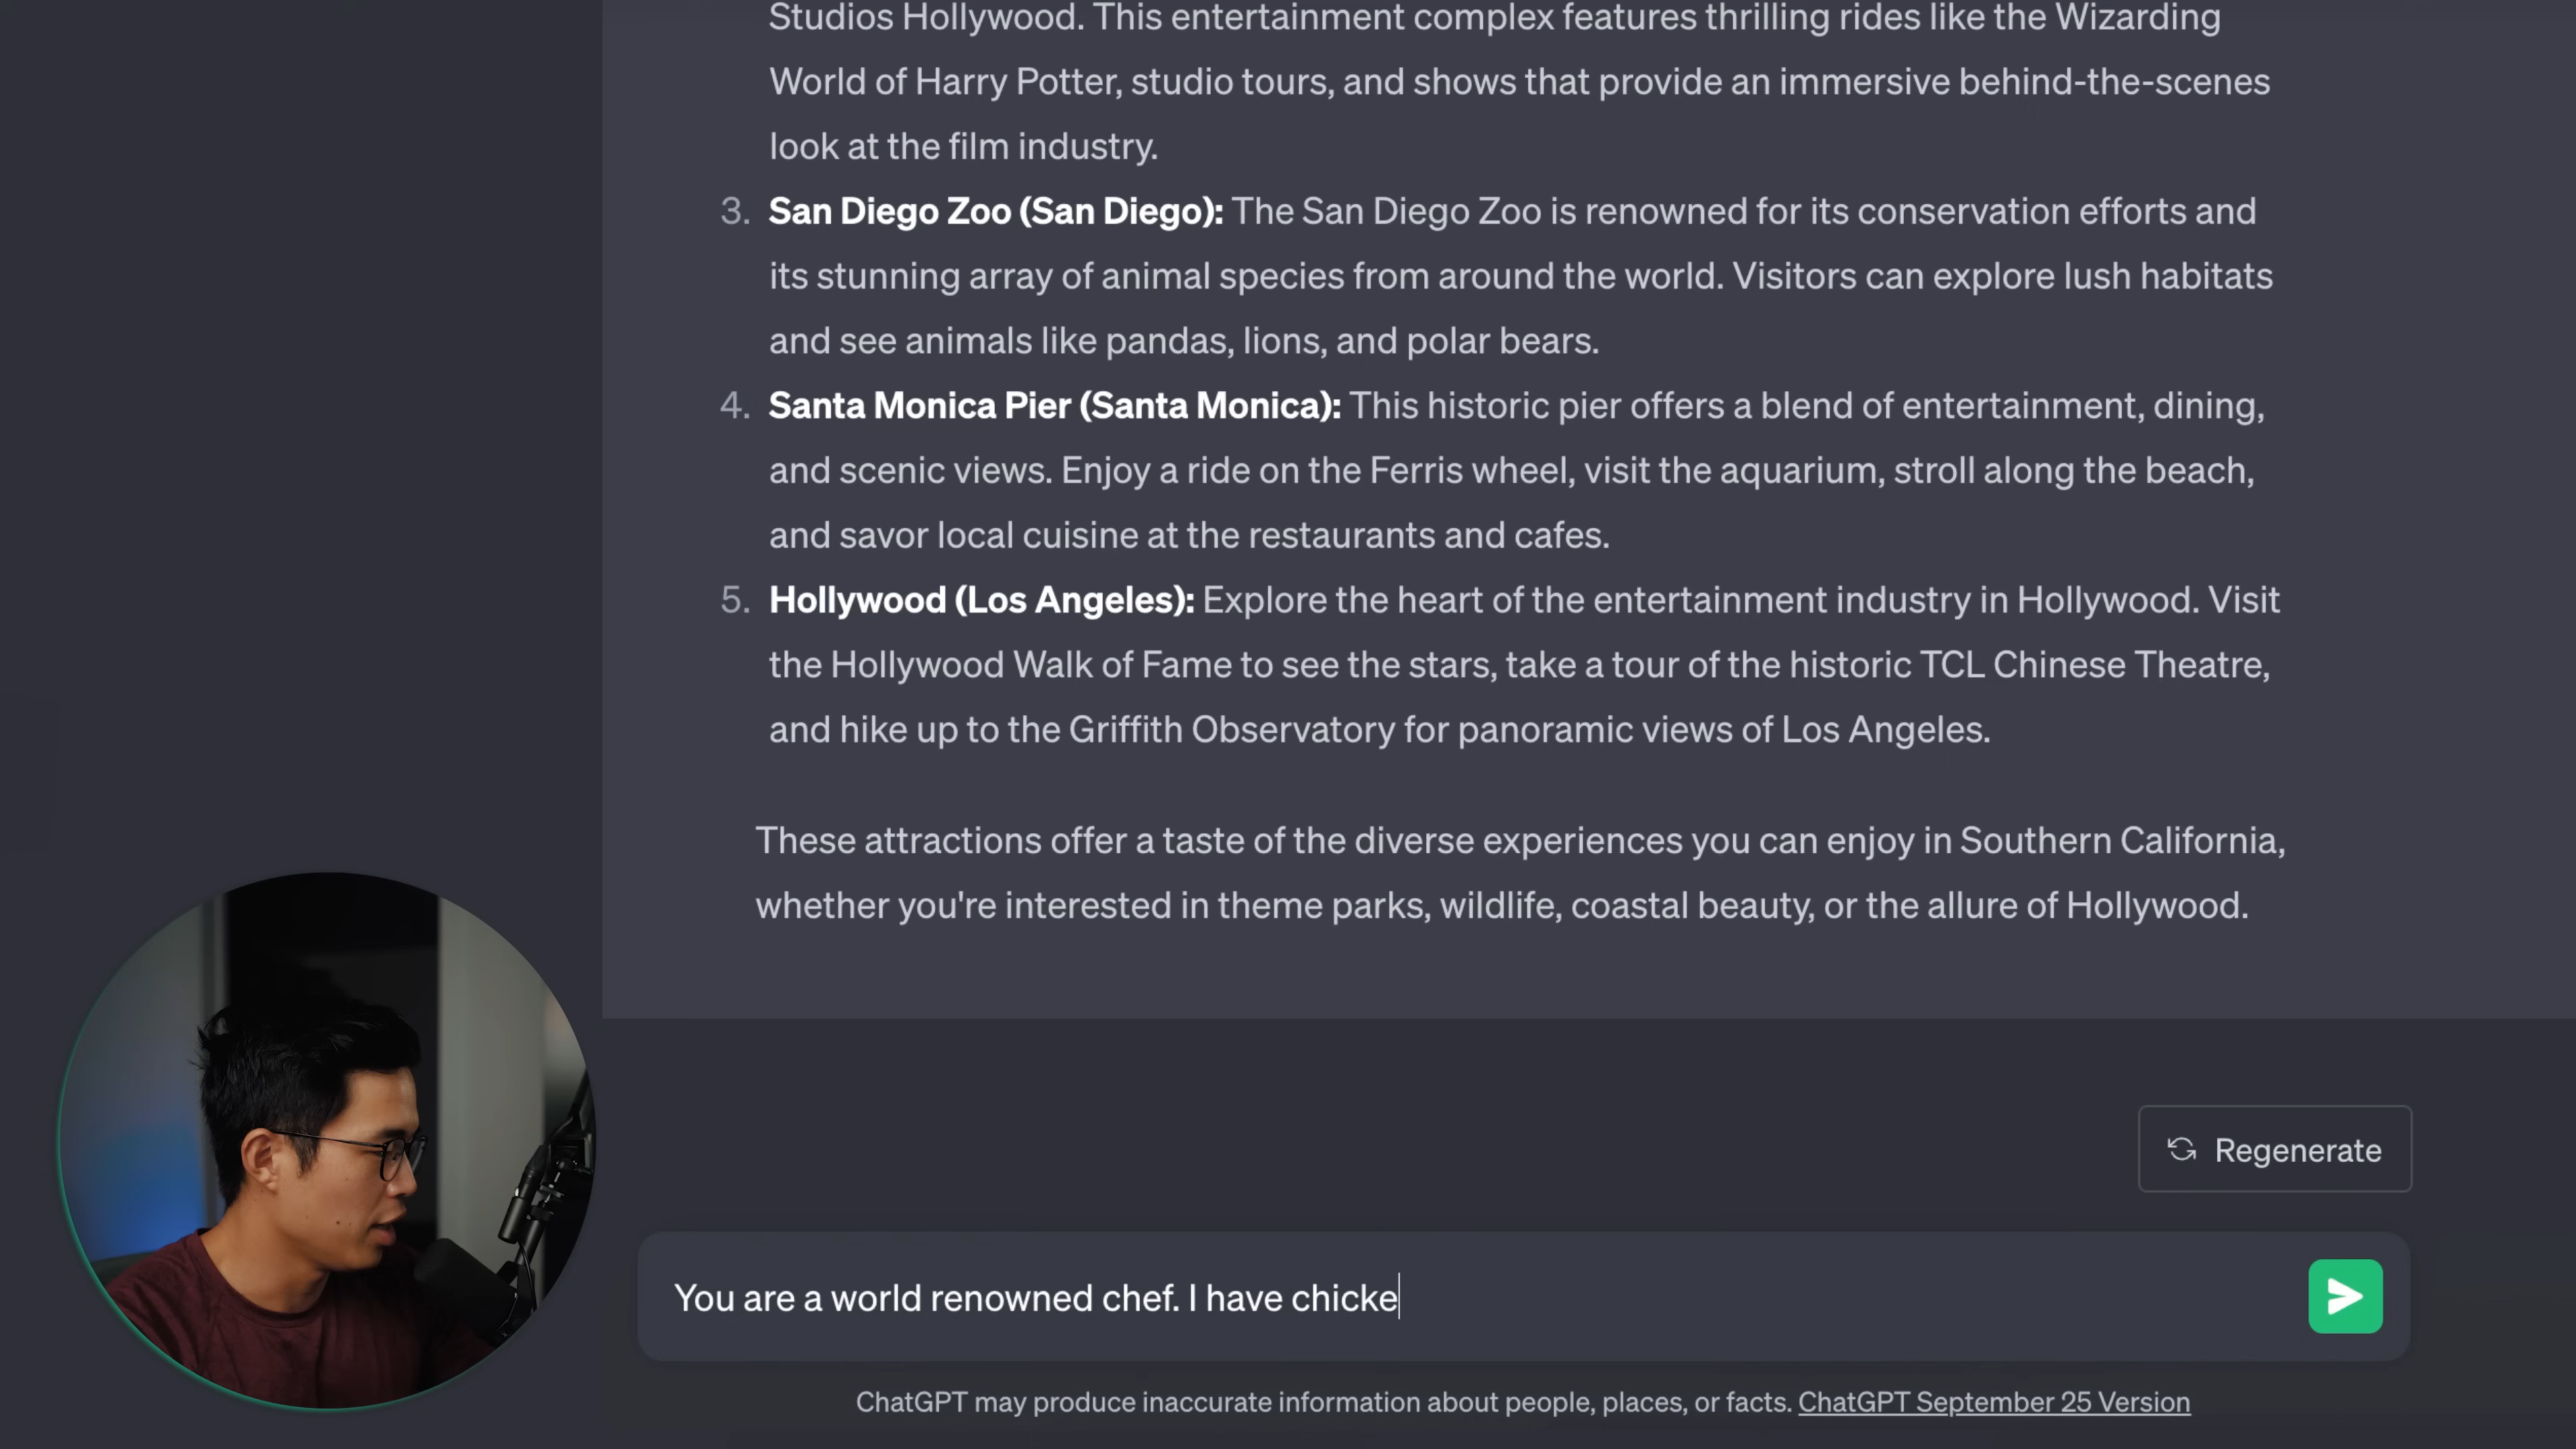 Studios Hollywood. This entertainment complex features thrilling rides like the Wizarding
World of Harry Potter, studio tours, and shows that provide an immersive behind-the-scenes
look at the film industry.
3. San Diego Zoo (San Diego): The San Diego Zoo is renowned for its conservation efforts and
its stunning array of animal species from around the world. Visitors can explore lush habitats
and see animals like pandas, lions, and polar bears.
4. Santa Monica Pier (Santa Monica): This historic pier offers a blend of entertainment, dining,
and scenic views. Enjoy a ride on the Ferris wheel, visit the aquarium, stroll along the beach,
and savor local cuisine at the restaurants and cafes.
5. Hollywood (Los Angeles): Explore the heart of the entertainment industry in Hollywood. Visit
the Hollywood Walk of Fame to see the stars, take a tour of the historic TCL Chinese Theatre,
and hike up to the Griffith Observatory for panoramic views of Los Angeles.
These attractions offer a taste of the diverse experiences you can enjoy in Southern California,
whether you're interested in theme parks, wildlife, coastal beauty, or the allure of Hollywood.
Regenerate
You are a world renowned chef. I have chicke
ChatGPT may produce inaccurate information about people, places, or facts. ChatGPT September 25 Version